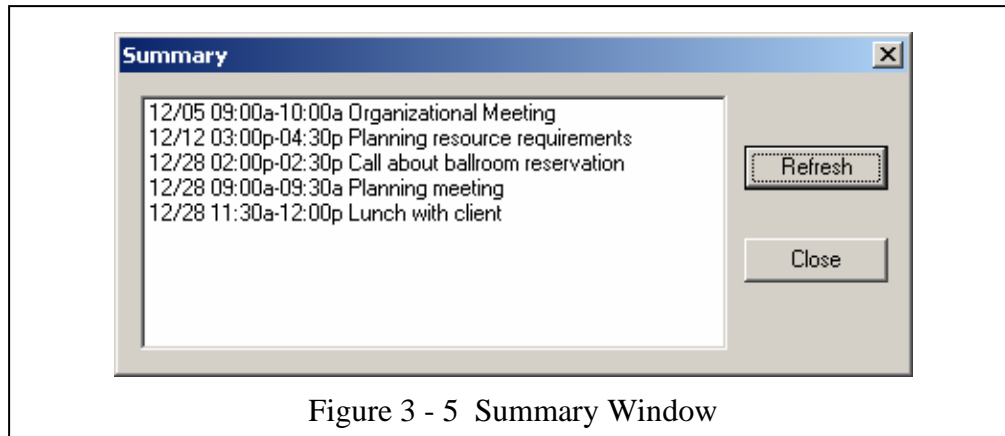 Summary
12/05 09:00a-10:00a Organizational Meeting
12/12 03:00p-04:30p Planning resource requirements
12/28 02:00p-02:30p Call about ballroom reservation
12/28 09:00a-09:30a Planning meeting
12/28 11:30a-12:00p Lunch with client
Refresh
Close
Figure 3 - 5 Summary Window